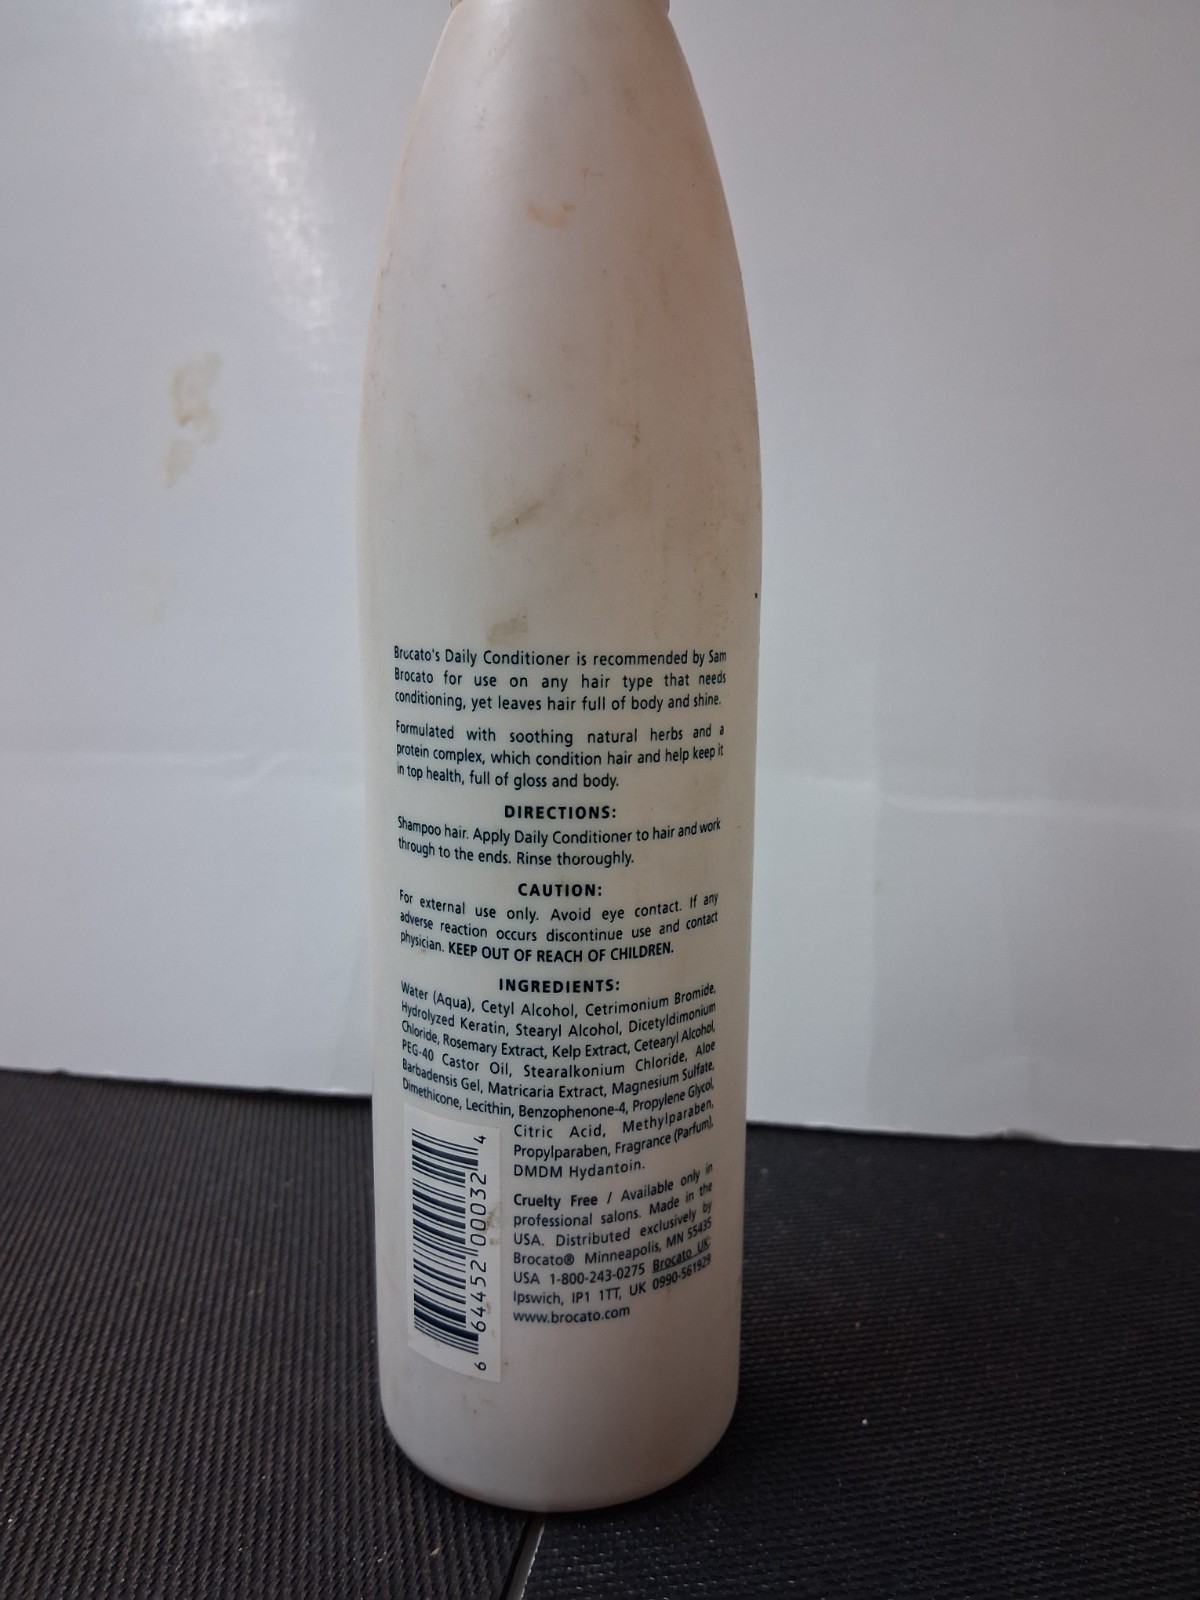 Brocato's Daily Conditioner is recommended by Sam
Brocato for use on any hair type that needs
conditioning, yet leaves hair full of body and shine.
Formulated with soothing natural herbs and a
protein complex, which condition hair and help keep it
in top health, full of gloss and body.
DIRECTIONS:
Shampoo hair. Apply Daily Conditioner to hair and work
through to the ends. Rinse thoroughly.
CAUTION:
For external use only. Avoid eye contact. If any
adverse reaction occurs discontinue use and contact
physician. KEEP OUT OF REACH OF CHILDREN.
INGREDIENTS:
Water (Aqua), Cetyl Alcohol, Cetrimonium Bromide,
Hydrolyzed Keratin, Stearyl Alcohol, Dicetyldimonium
Chloride, Rosemary Extract, Kelp Extract, Cetearyl Alcohol,
PEG-40 Castor Oil, Stearalkonium Chloride, Aloe
Barbadensis Gel, Matricaria Extract, Magnesium Sulfate,
Dimethicone, Lecithin, Benzophenone-4, Propylene Glycol,
Citric Acid, Methylparaben,
Propylparaben, Fragrance (Parfum),
DMDM Hydantoin.
Cruelty Free / Available only in
professional salons. Made in the
USA. Distributed exclusively by
Brocato® Minneapolis, MN 55435
USA 1-800-243-0275 Brocato UK
Ipswich, IP1 1TT, UK 0990-561929
www.brocato.com
6 64452 00032 4